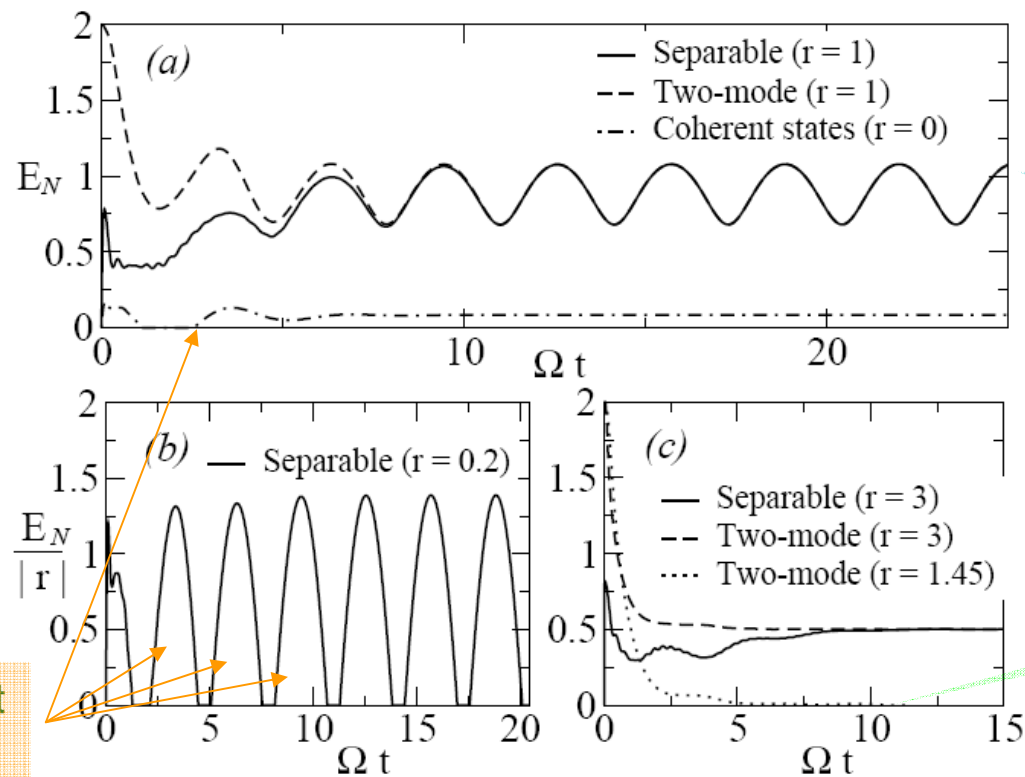 2
(a)
Separable (r = 1)
Two-mode (r = 1)
Coherent states (r = 0)
1.5
E_N 1
0.5
0
0 10 20
Ω t
2
(b)
Separable (r = 0.2)
1.5
E_N
| r |
1
0.5
0
0 5 10 15 20
Ω t
2
(c)
Separable (r = 3)
Two-mode (r = 3)
Two-mode (r = 1.45)
1.5
1
0.5
0
0 5 10 15
Ω t
t